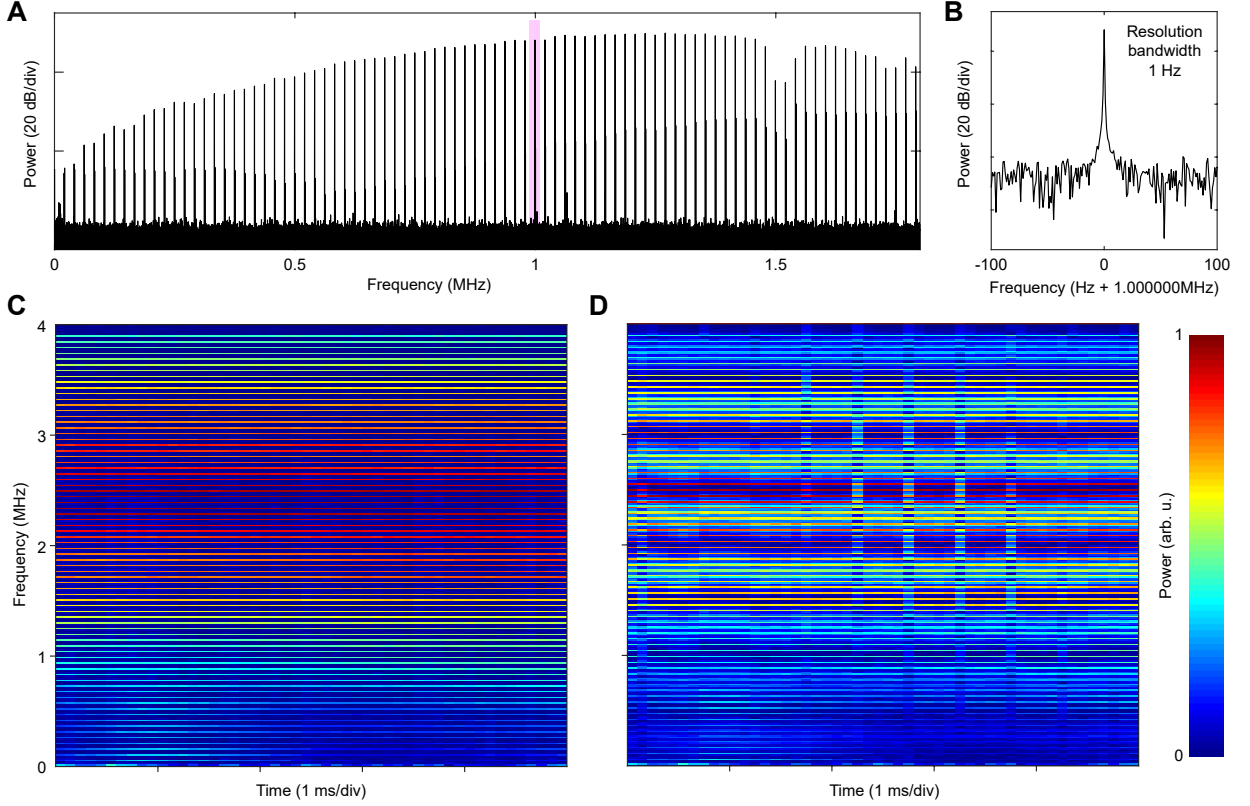 A
Power (20 dB/div)
0
0.5
1
1.5
Frequency (MHz)
B
Resolution
bandwidth
1 Hz
Power (20 dB/div)
-100
0
100
Frequency (Hz + 1.000000MHz)
C
4
3
2
1
0
Frequency (MHz)
Time (1 ms/div)
D
Time (1 ms/div)
1
0
Power (arb. u.)